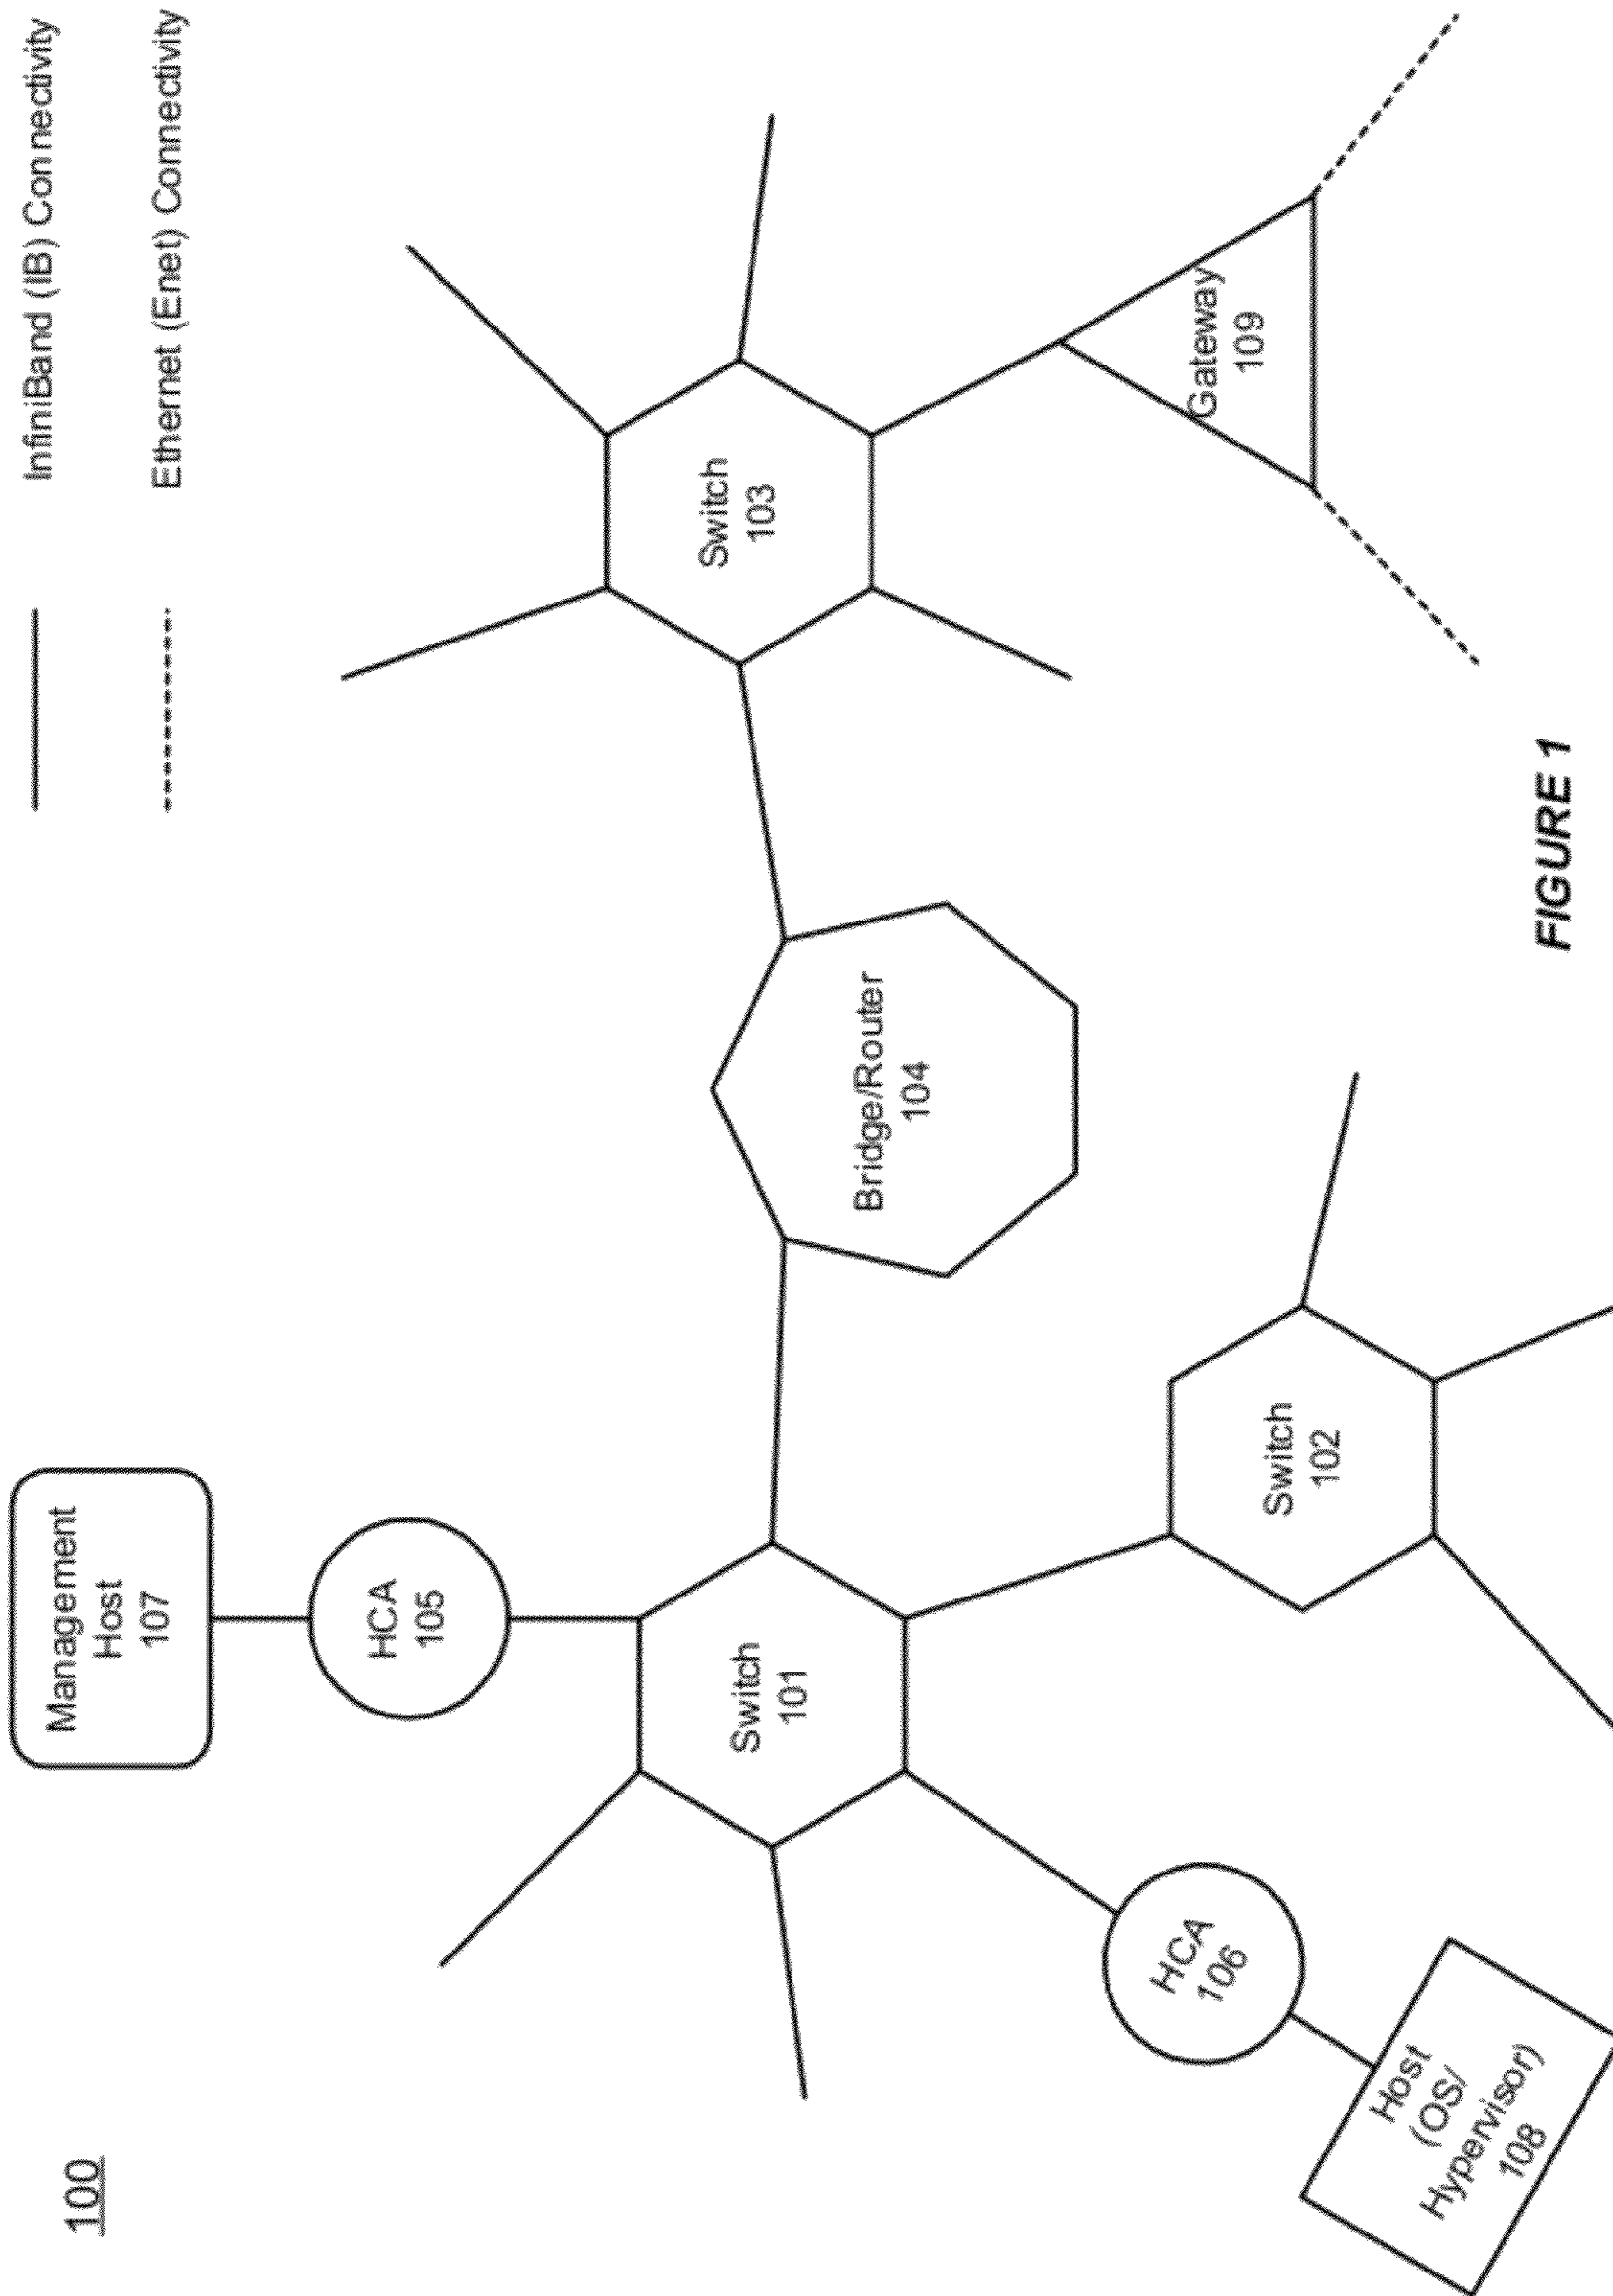 100
InfiniBand (IB) Connectivity
Ethernet (Enet) Connectivity
Management
Host
107
HCA
105
Switch
101
Switch
103
Bridge/Router
104
HCA
106
Switch
102
Gateway
109
Host
(OS/
Hypervisor)
108
FIGURE 1